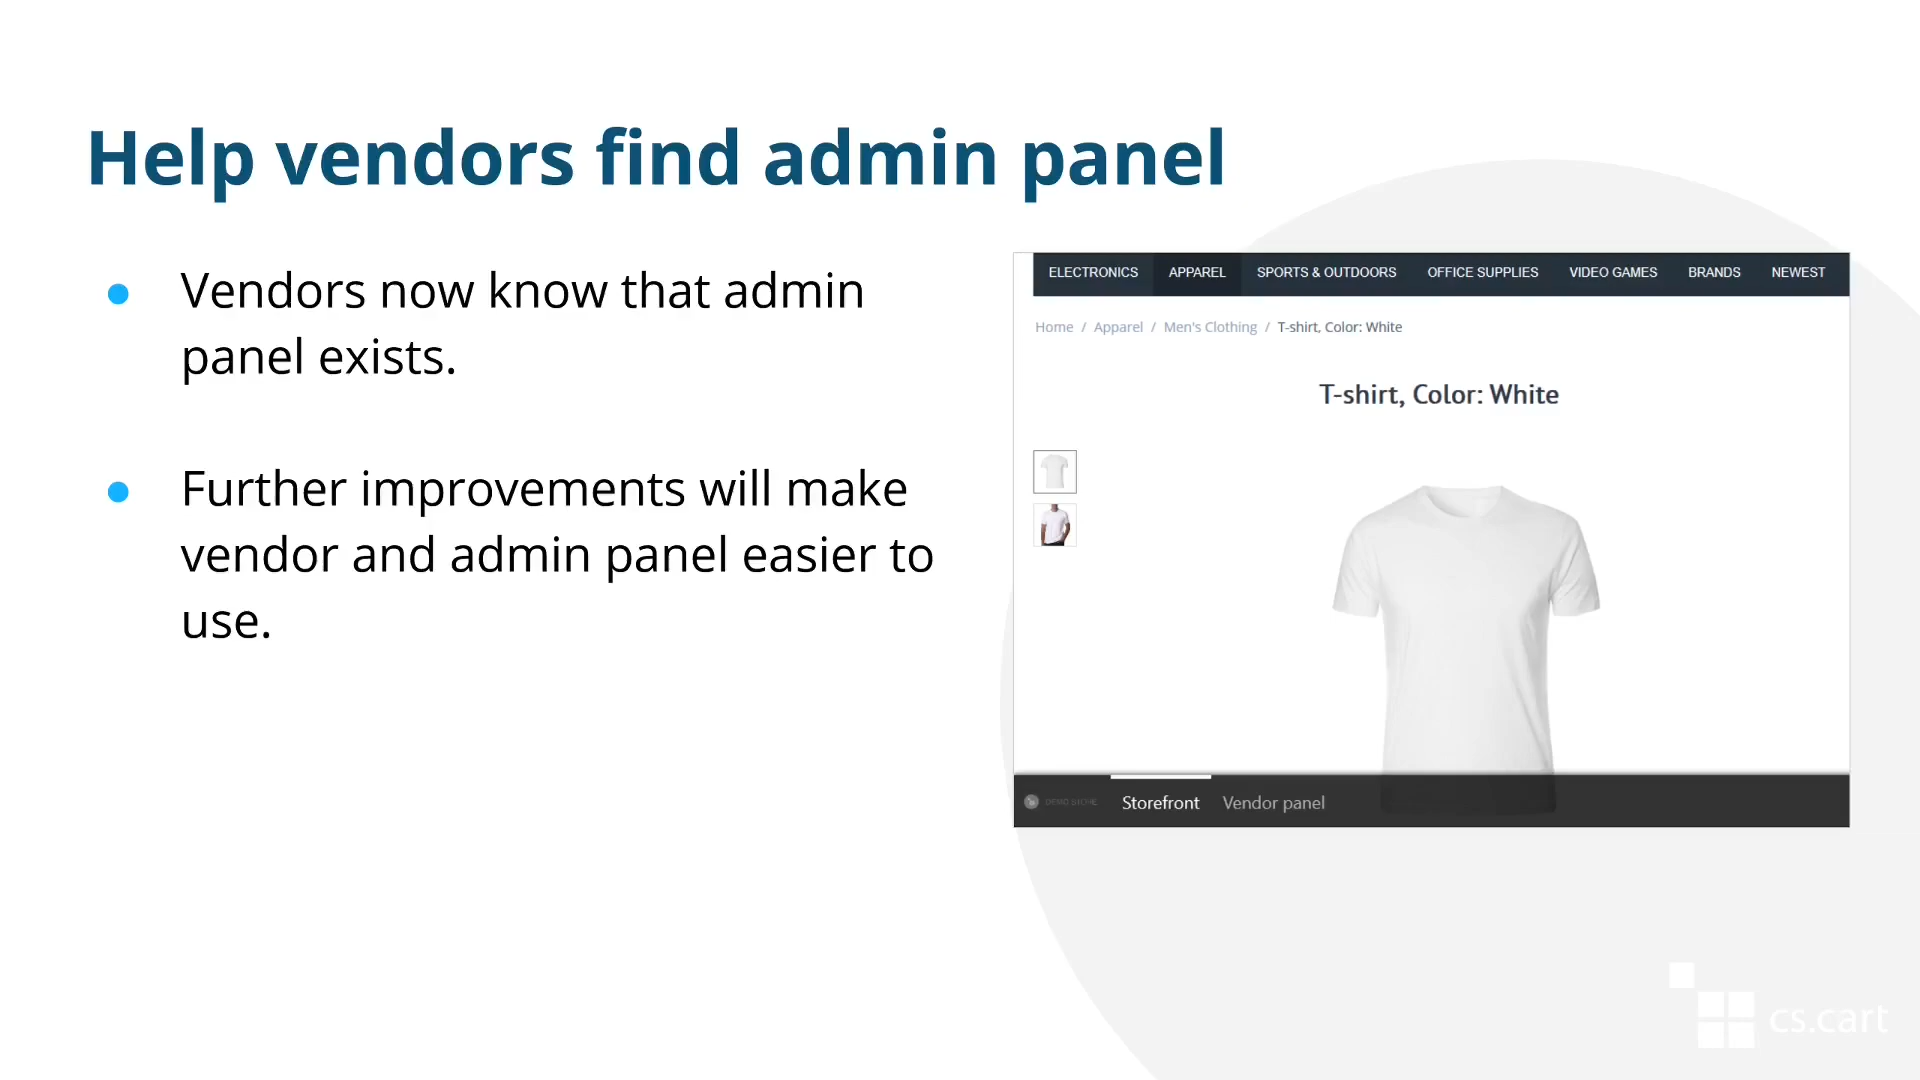 Help vendors find admin panel
● Vendors now know that admin
panel exists.
● Further improvements will make
vendor and admin panel easier to
use.
ELECTRONICS APPAREL SPORTS & OUTDOORS OFFICE SUPPLIES VIDEO GAMES BRANDS NEWEST
Home / Apparel / Men's Clothing / T-shirt, Color: White
T-shirt, Color: White
DEMO STORE Storefront Vendor panel
cs.cart